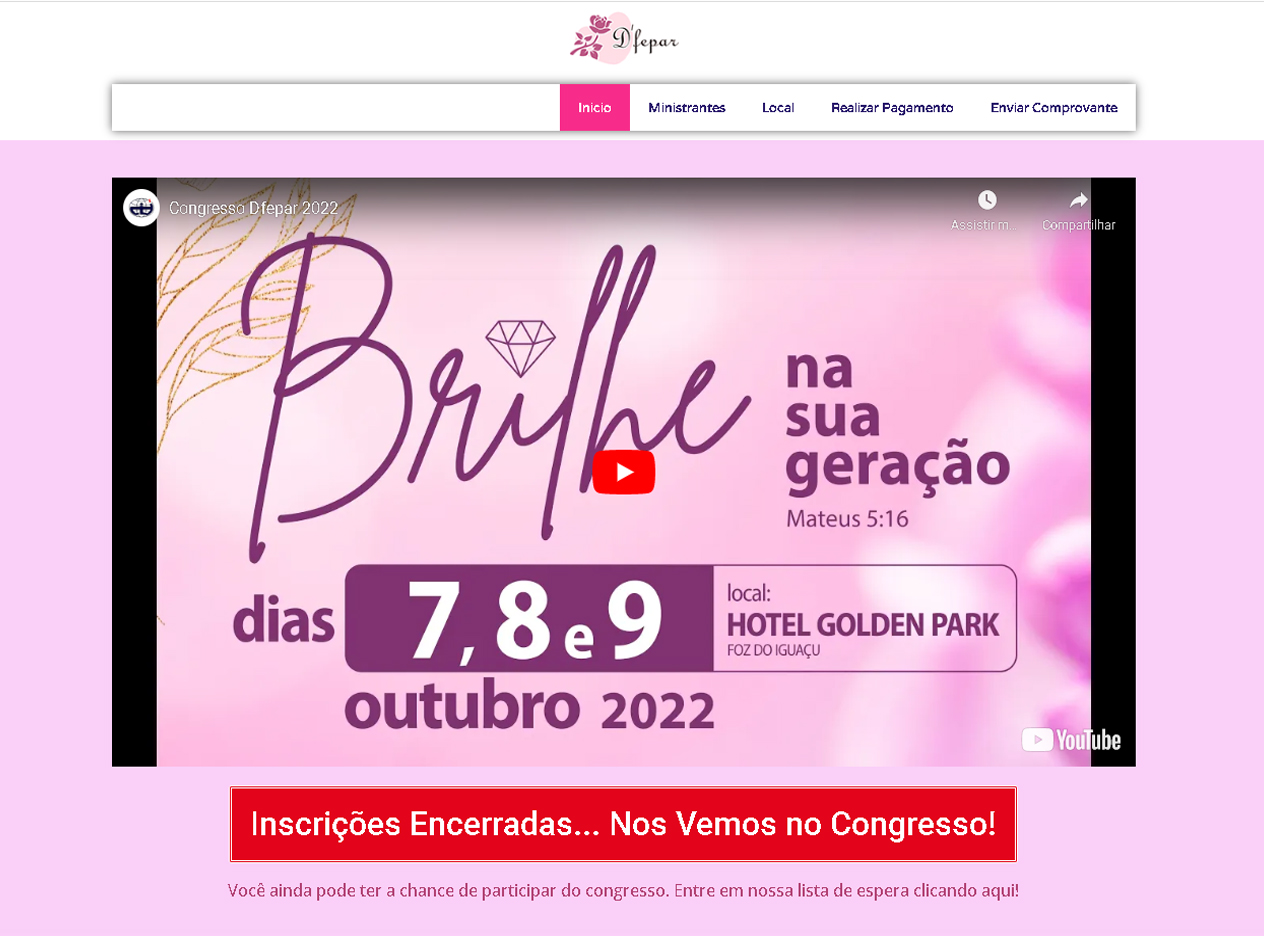 D'fepar
Inicio Ministrantes Local Realizar Pagamento Enviar Comprovante
Congresso Dfepar 2022
Assistir m... Compartilhar
Brilhe
na
sua
geração
Mateus 5:16
dias 7, 8 e 9
local:
HOTEL GOLDEN PARK
FOZ DO IGUAÇU
outubro 2022
YouTube
Inscrições Encerradas... Nos Vemos no Congresso!
Você ainda pode ter a chance de participar do congresso. Entre em nossa lista de espera clicando aqui!